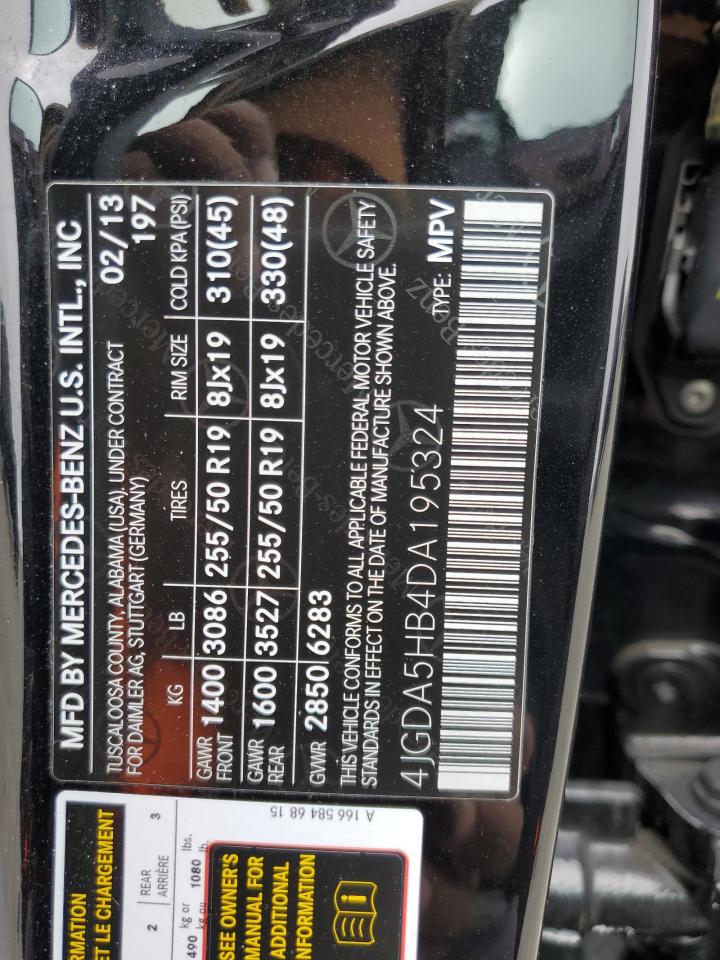 MFD BY MERCEDES-BENZ U.S. INTL., INC
TUSCALOOSA COUNTY, ALABAMA (USA), UNDER CONTRACT 02/13
FOR DAIMLER AG, STUTTGART (GERMANY) 197
KG LB TIRES RIM SIZE COLD KPA(PSI)
GAWR FRONT 1400 3086 255/50 R19 8Jx19 310(45)
GAWR REAR 1600 3527 255/50 R19 8Jx19 330(48)
GVWR 2850 6283
THIS VEHICLE CONFORMS TO ALL APPLICABLE FEDERAL MOTOR VEHICLE SAFETY
STANDARDS IN EFFECT ON THE DATE OF MANUFACTURE SHOWN ABOVE.
4JGDA5HB4DA195324 TYPE: MPV
ET LE CHARGEMENT
2 REAR 3
ARRIÈRE
490 kg or 1080 lbs.
kg ou lb.
SEE OWNER'S
MANUAL FOR
ADDITIONAL
INFORMATION
A 166 584 68 15